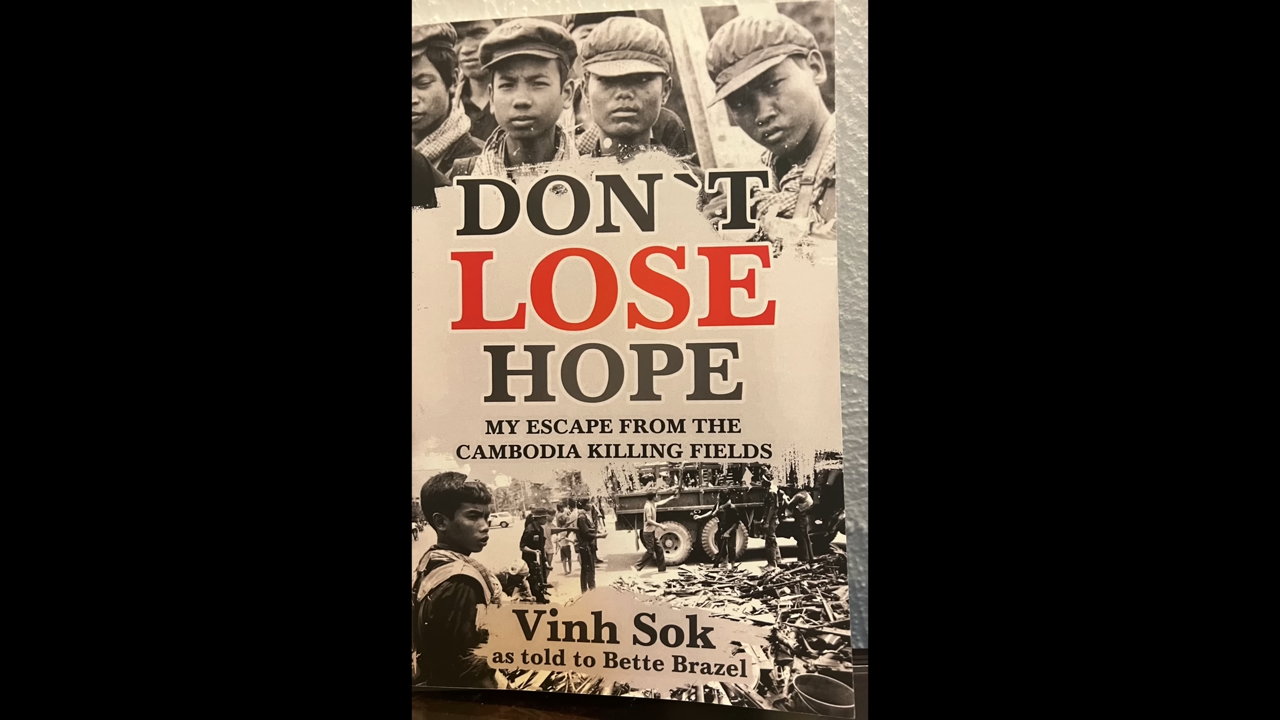 DON`T
LOSE
HOPE
MY ESCAPE FROM THE
CAMBODIA KILLING FIELDS
Vinh Sok
as told to Bette Brazel